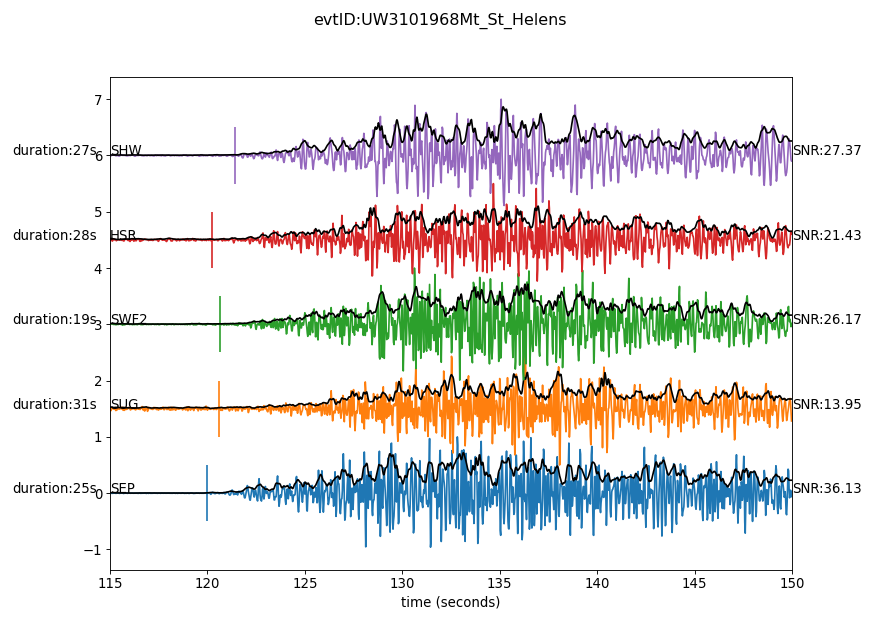 evtID:UW3101968Mt_St_Helens
7
duration:27s SHW SNR:27.37
6
5
duration:28s HSR SNR:21.43
4
duration:19s SWF2 SNR:26.17
3
2
duration:31s SUG SNR:13.95
1
duration:25s SEP SNR:36.13
0
−1
115 120 125 130 135 140 145 150
time (seconds)